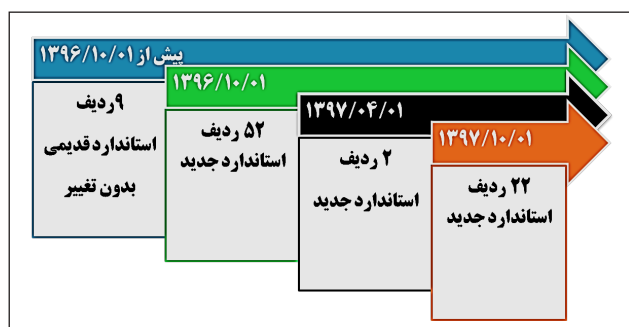 پیش از ۱۳۹۶/۱۰/۰۱
۹ردیف
استاندارد قدیمی
بدون تغییر
۱۳۹۶/۱۰/۰۱
۵۲ ردیف
استاندارد جدید
۱۳۹۷/۰۴/۰۱
۲ ردیف
استاندارد جدید
۱۳۹۷/۱۰/۰۱
۲۲ ردیف
استاندارد جدید